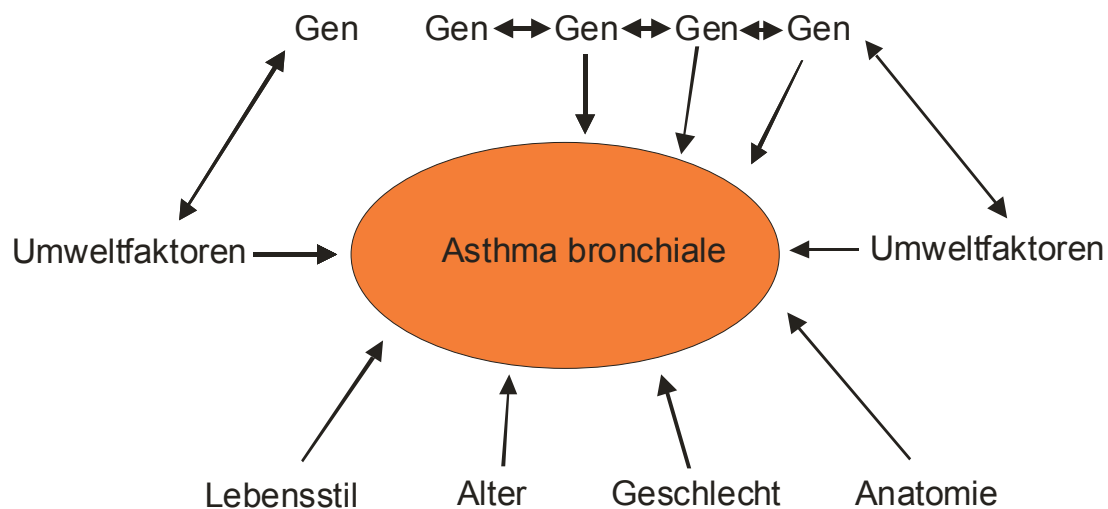 Gen Gen Gen Gen Gen
Umweltfaktoren Asthma bronchiale Umweltfaktoren
Lebensstil Alter Geschlecht Anatomie